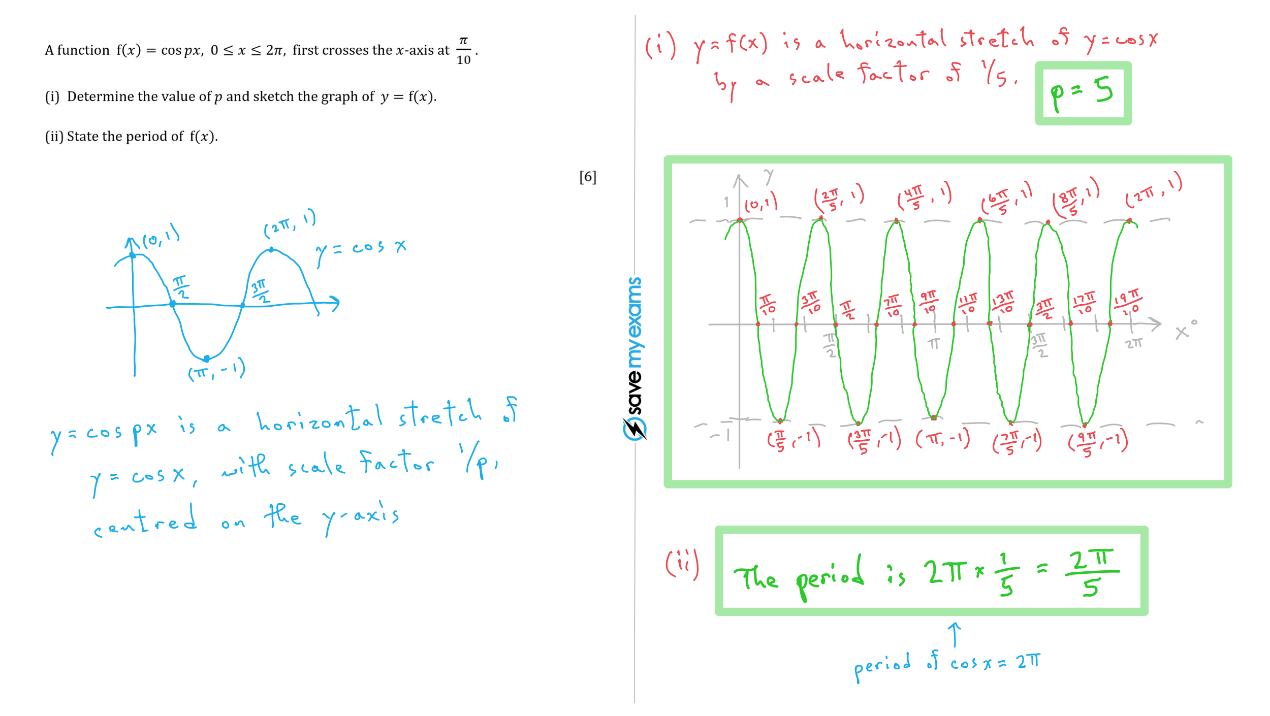 A function f(x) = cos px, 0 ≤ x ≤ 2π, first crosses the x-axis at π/10 .
(i) Determine the value of p and sketch the graph of y = f(x).
(ii) State the period of f(x).
[6]
(0,1)
(2π, 1)
y = cos x
π/2
3π/2
(π, -1)
y = cos px is a horizontal stretch of
y = cos x, with scale factor 1/p,
centred on the y-axis
save my exams
(i) y = f(x) is a horizontal stretch of y = cos x
by a scale factor of 1/5.
p = 5
y
1
(0,1)
(2π/5, 1)
(4π/5, 1)
(6π/5, 1)
(8π/5, 1)
(2π, 1)
π/10
3π/10
π/2
7π/10
9π/10
11π/10
13π/10
3π/2
17π/10
19π/10
x°
π/2
π
3π/2
2π
-1
(π/5, -1)
(3π/5, -1)
(π, -1)
(7π/5, -1)
(9π/5, -1)
(ii)
The period is 2π × 1/5 = 2π/5
↑
period of cos x = 2π